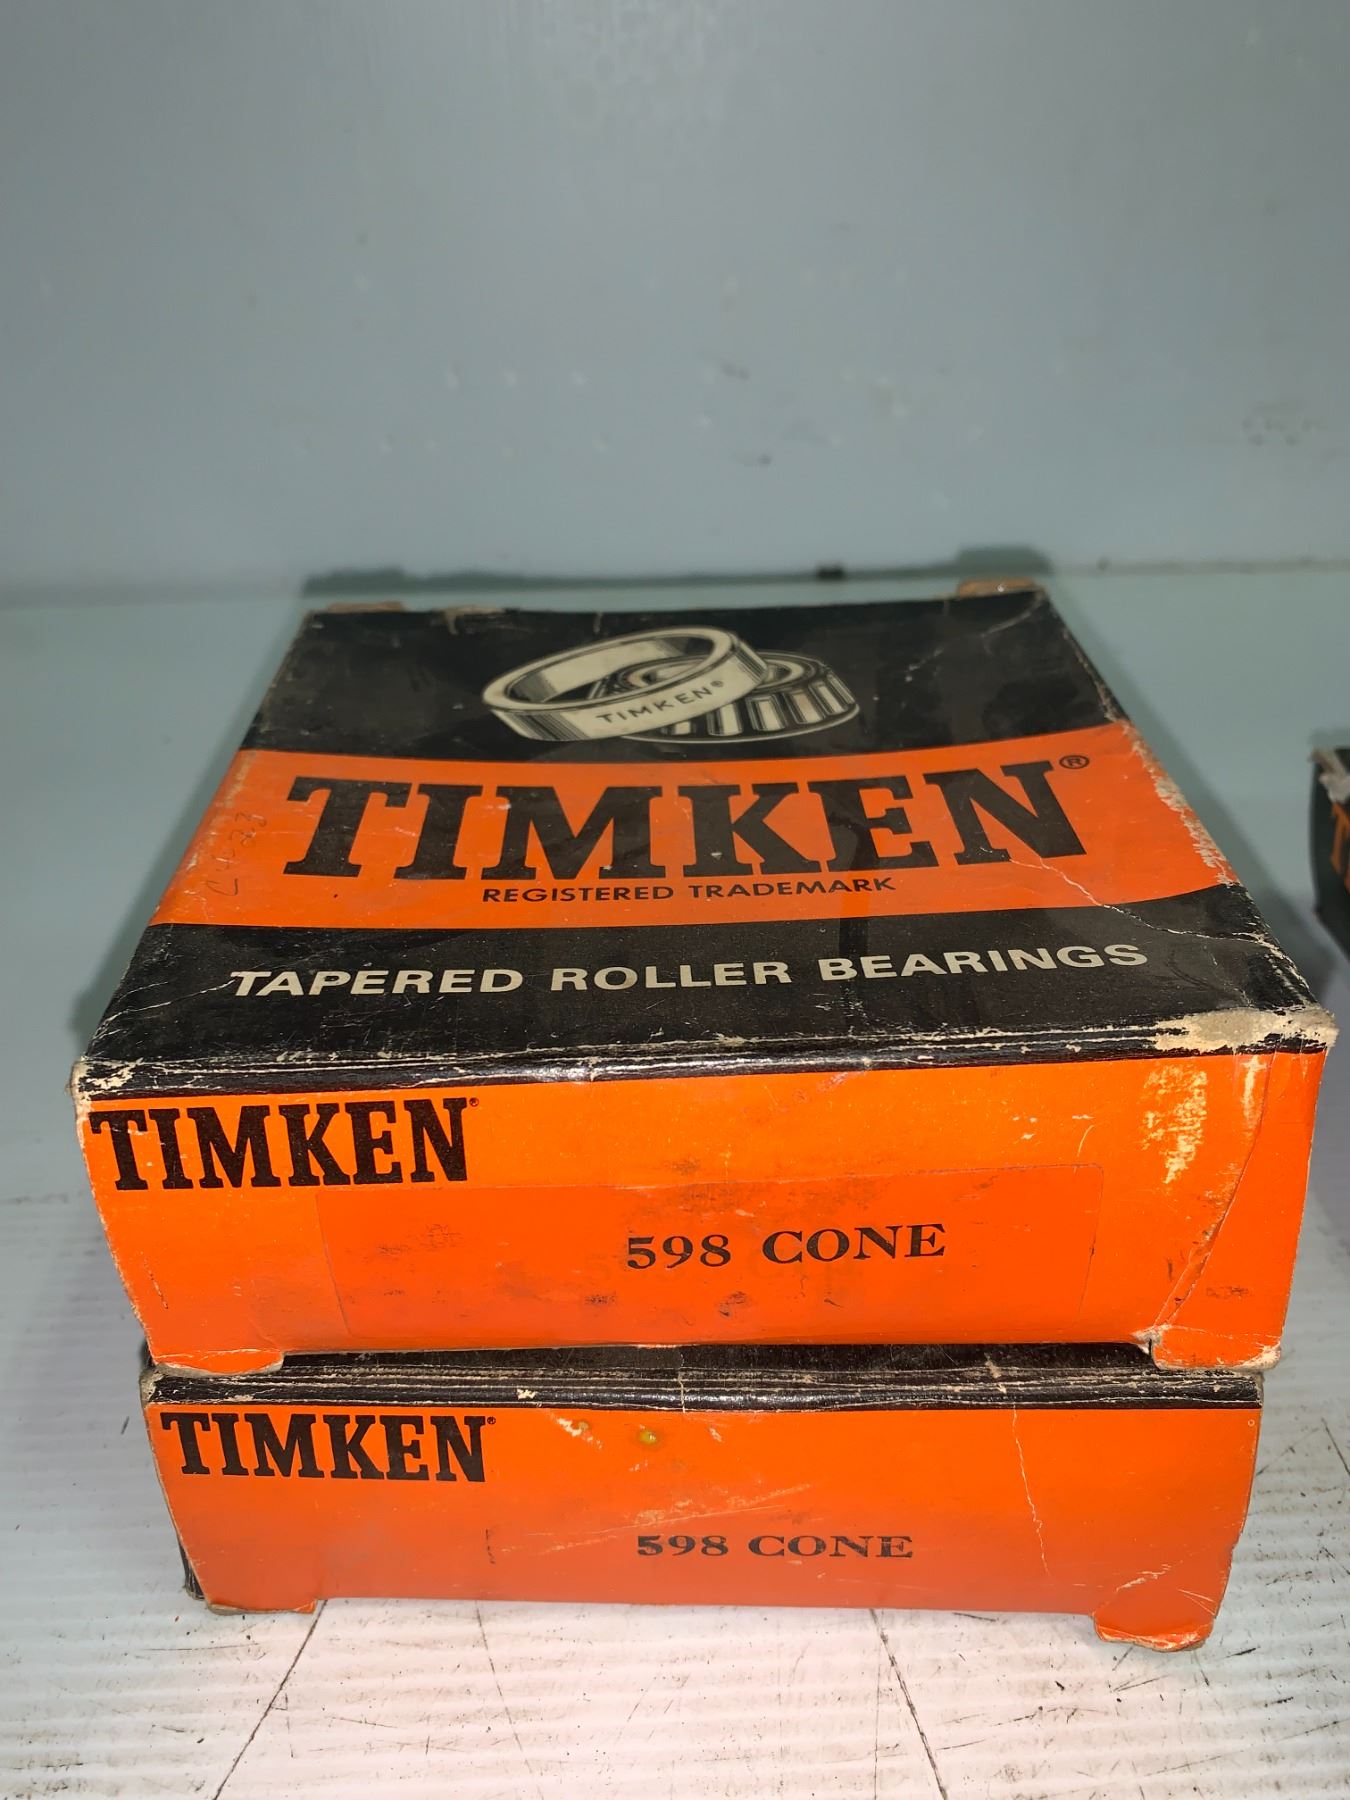 TIMKEN®
TIMKEN®
REGISTERED TRADEMARK
TAPERED ROLLER BEARINGS
TIMKEN®
598 CONE
TIMKEN®
598 CONE